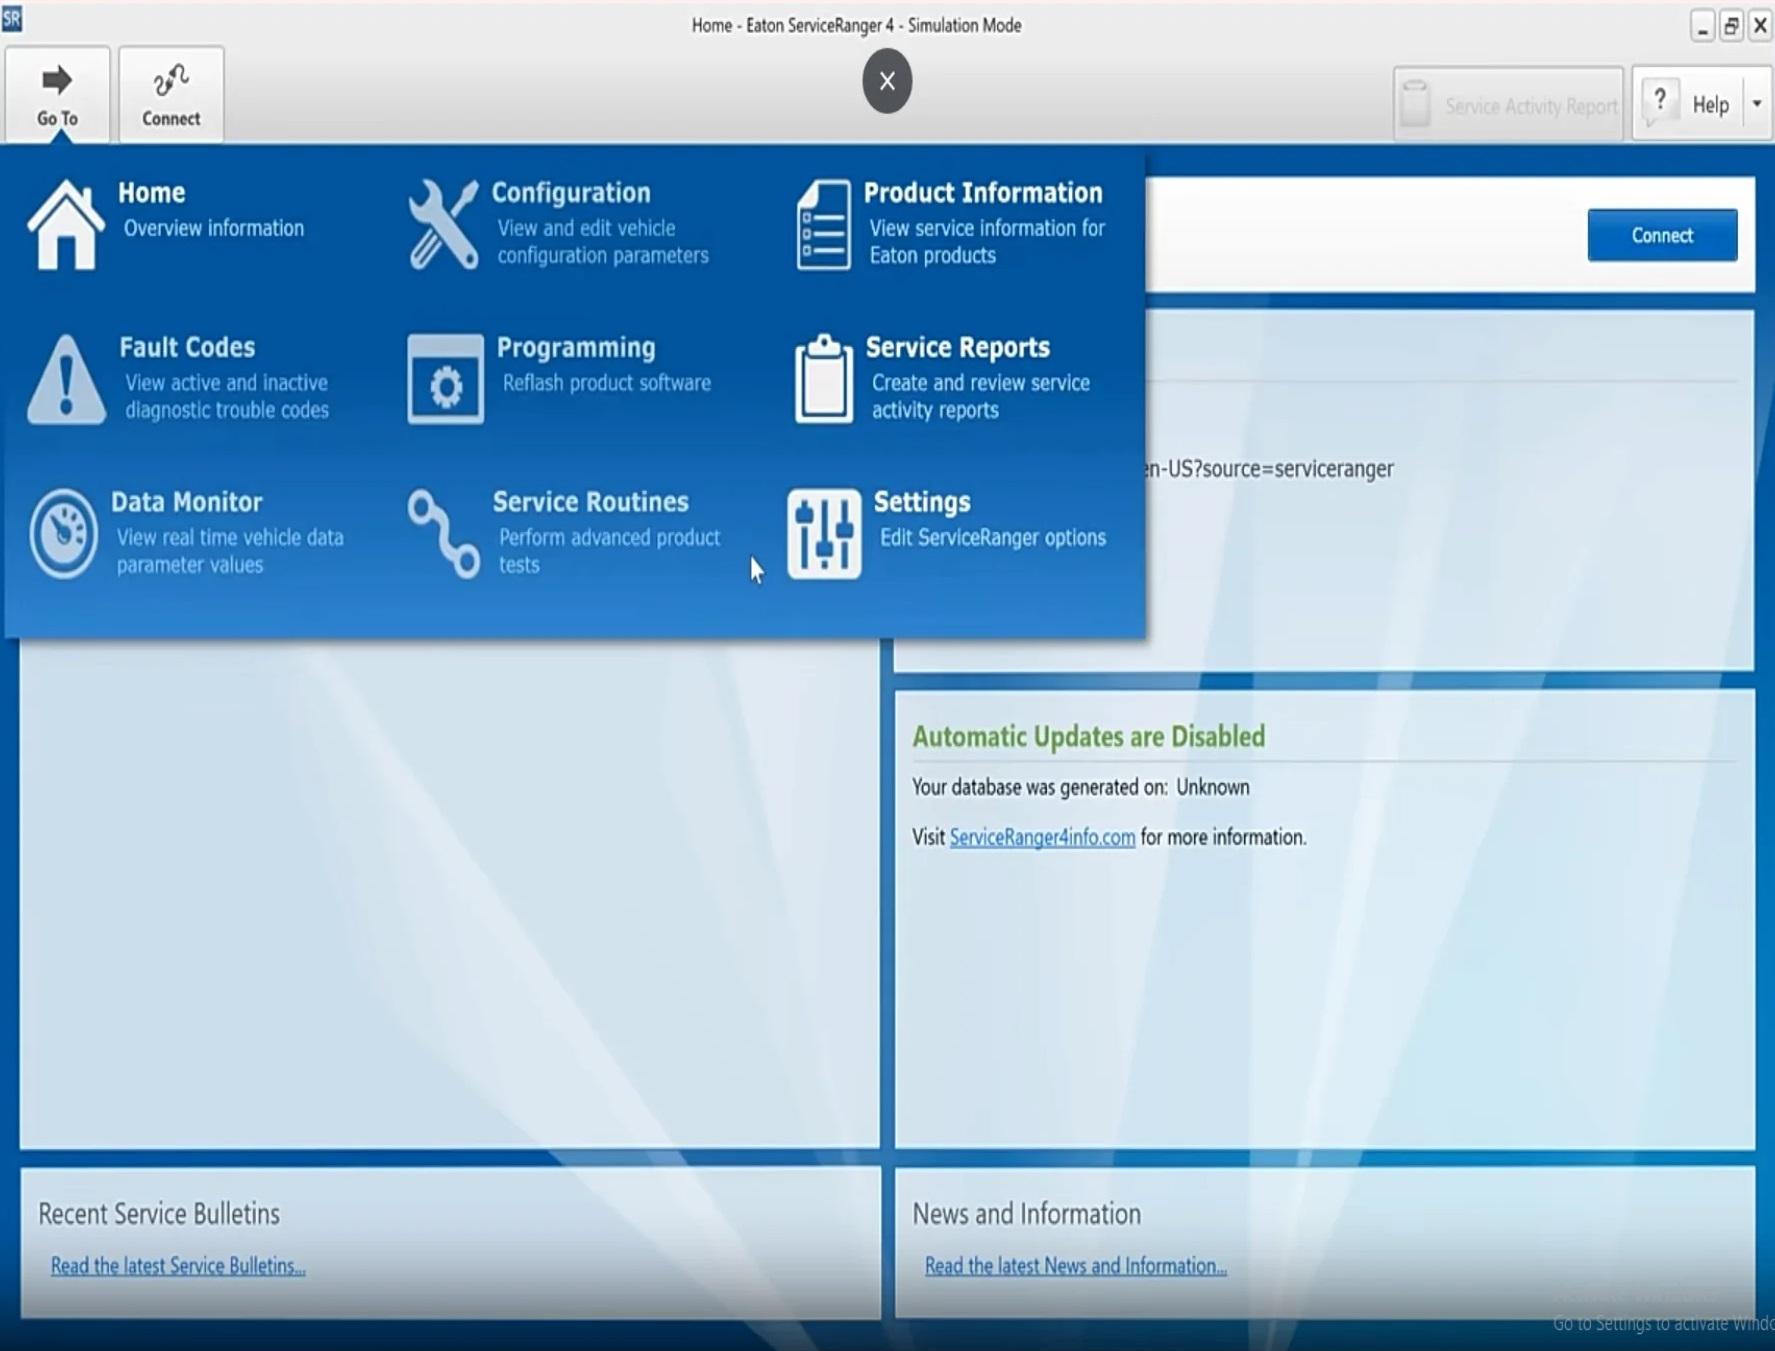 SR
Home - Eaton ServiceRanger 4 - Simulation Mode
Go To
Connect
Service Activity Report
? Help
Home
Overview information
Configuration
View and edit vehicle
configuration parameters
Product Information
View service information for
Eaton products
Connect
Fault Codes
View active and inactive
diagnostic trouble codes
Programming
Reflash product software
Service Reports
Create and review service
activity reports
en-US?source=serviceranger
Data Monitor
View real time vehicle data
parameter values
Service Routines
Perform advanced product
tests
Settings
Edit ServiceRanger options
Automatic Updates are Disabled
Your database was generated on: Unknown
Visit ServiceRanger4info.com for more information.
Recent Service Bulletins
Read the latest Service Bulletins...
News and Information
Read the latest News and Information...
Go to Settings to activate Windo